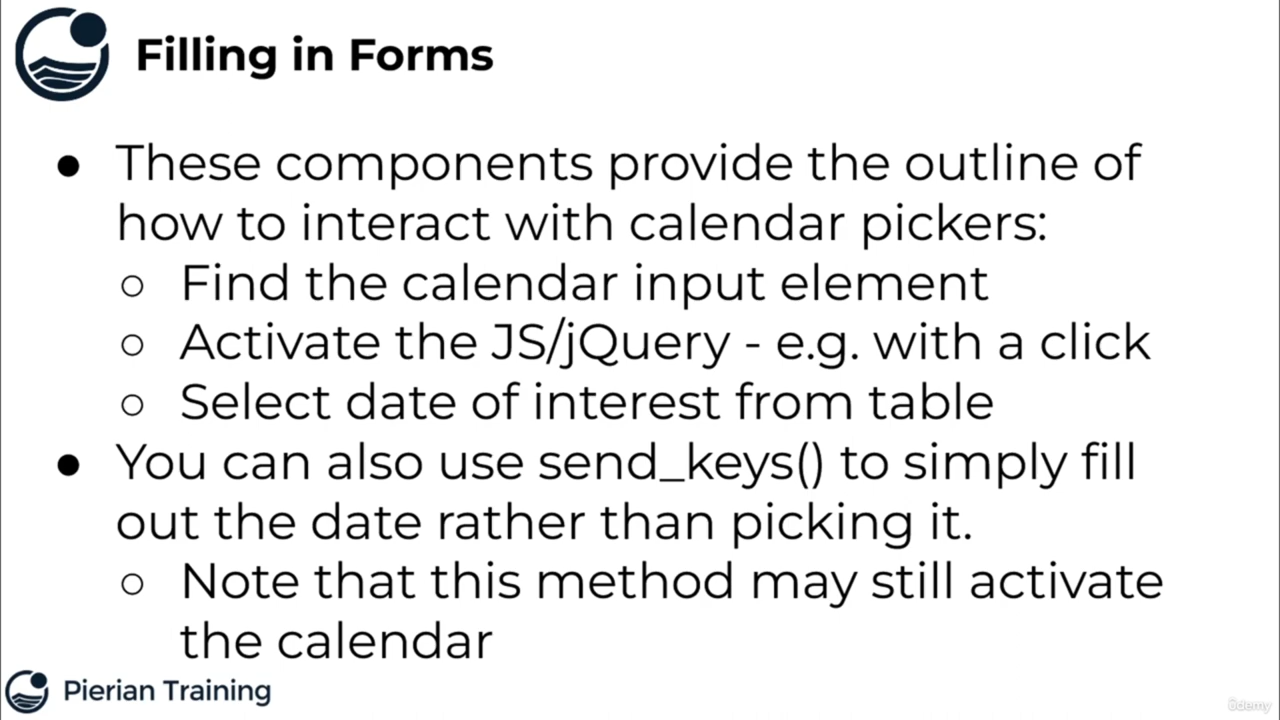 Filling in Forms
● These components provide the outline of
how to interact with calendar pickers:
○ Find the calendar input element
○ Activate the JS/jQuery - e.g. with a click
○ Select date of interest from table
● You can also use send_keys() to simply fill
out the date rather than picking it.
○ Note that this method may still activate
the calendar
Pierian Training
ûdemy